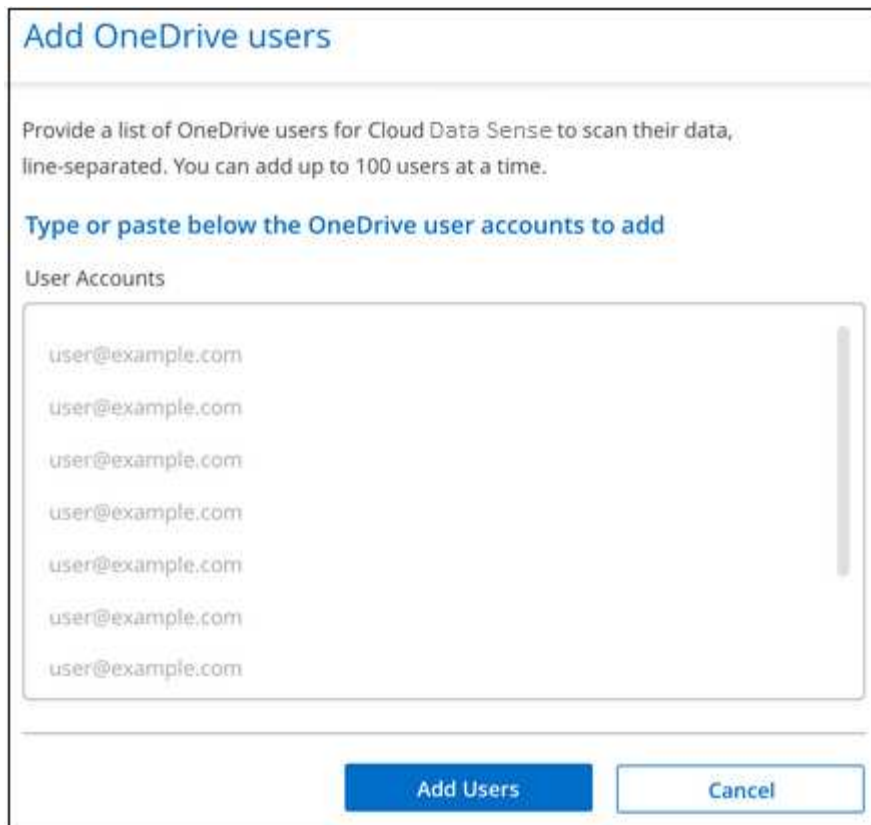 Add OneDrive users
Provide a list of OneDrive users for Cloud Data Sense to scan their data,
line-separated. You can add up to 100 users at a time.
Type or paste below the OneDrive user accounts to add
User Accounts
user@example.com
user@example.com
user@example.com
user@example.com
user@example.com
user@example.com
user@example.com
Add Users
Cancel